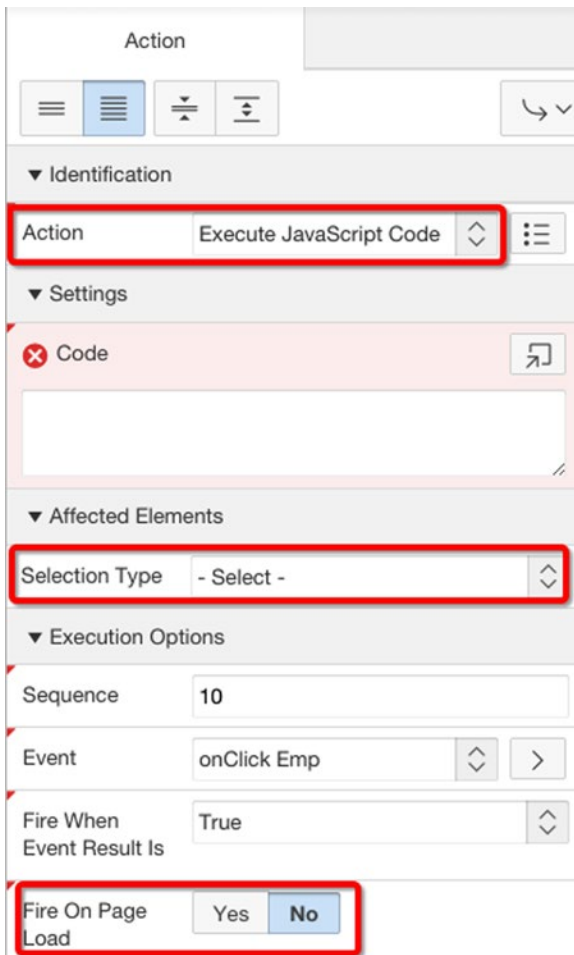 Action
Identification
Action Execute JavaScript Code
Settings
Code
Affected Elements
Selection Type - Select -
Execution Options
Sequence 10
Event onClick Emp
Fire When True
Event Result Is
Fire On Page Yes No
Load